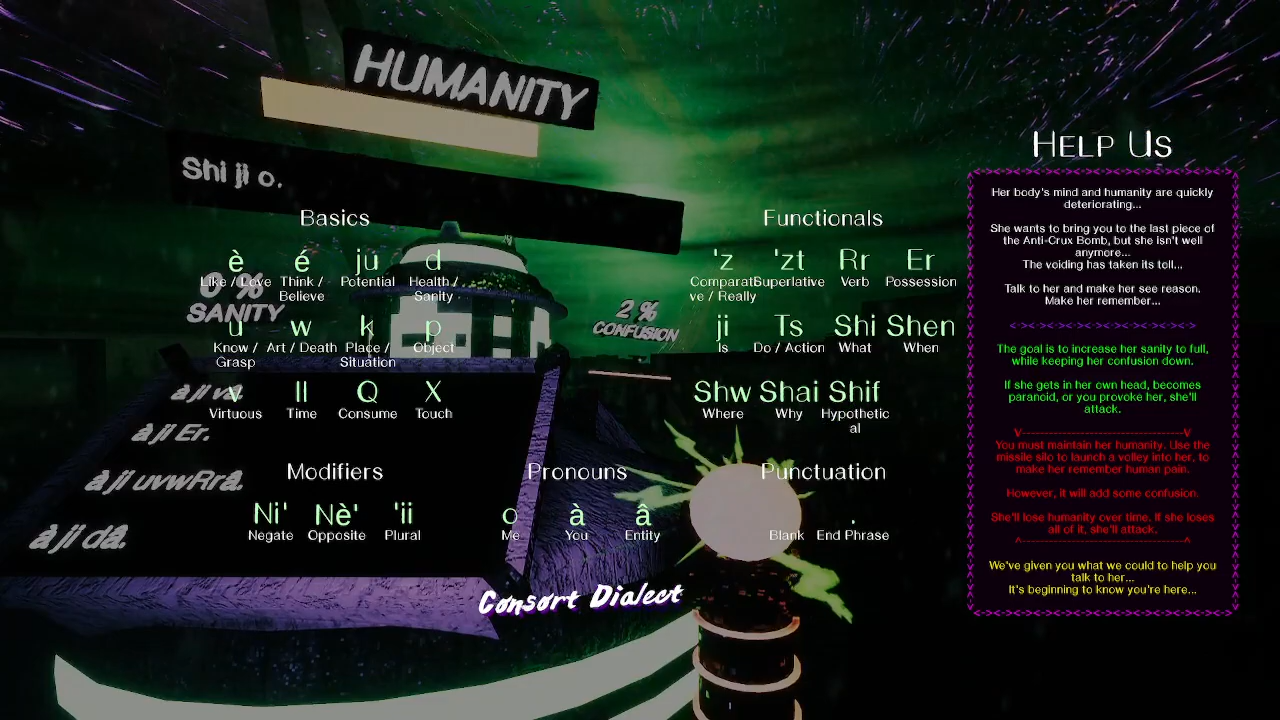 HUMANITY
Shi ji o.
0 %
SANITY
2 %
CONFUSION
à ji vâ.
à ji Er.
à ji uvwRrâ.
à ji dâ.
Basics
è é ju d
Like / Love Think / Believe Potential Health / Sanity
u w k p
Know / Grasp Art / Death Place / Situation Object
v ll Q X
Virtuous Time Consume Touch
Functionals
'z 'zt Rr Er
Comparative / Really Superlative Verb Possession
ji Ts Shi Shen
Is Do / Action What When
Shw Shai Shif
Where Why Hypothetical
Modifiers
Ni' Nè' 'ii
Negate Opposite Plural
Pronouns
o à â
Me You Entity
Punctuation
.
Blank End Phrase
Consort Dialect
HELP US
Her body's mind and humanity are quickly
deteriorating...
She wants to bring you to the last piece of
the Anti-Crux Bomb, but she isn't well
anymore...
The voiding has taken its toll...
Talk to her and make her see reason.
Make her remember...
<-><-><-><-><-><-><-><->
The goal is to increase her sanity to full,
while keeping her confusion down.
If she gets in her own head, becomes
paranoid, or you provoke her, she'll
attack.
V--------------------------------V
You must maintain her humanity. Use the
missile silo to launch a volley into her, to
make her remember human pain.
However, it will add some confusion.
She'll lose humanity over time. If she loses
all of it, she'll attack.
^--------------------------------^
We've given you what we could to help you
talk to her...
It's beginning to know you're here...